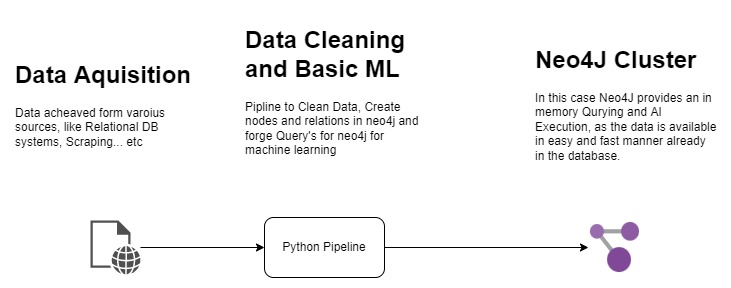 Data Aquisition
Data acheaved form varoius
sources, like Relational DB
systems, Scraping... etc
Data Cleaning
and Basic ML
Pipline to Clean Data, Create
nodes and relations in neo4j and
forge Query's for neo4j for
machine learning
Neo4J Cluster
In this case Neo4J provides an in
memory Qurying and AI
Execution, as the data is available
in easy and fast manner already
in the database.
Python Pipeline